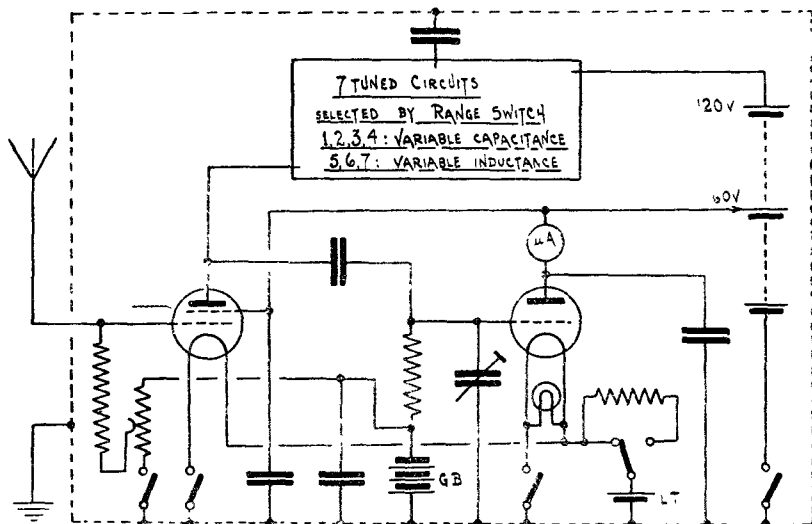 7 TUNED CIRCUITS
SELECTED BY RANGE SWITCH
1,2,3,4: VARIABLE CAPACITANCE
5,6,7: VARIABLE INDUCTANCE
120V
60V
μA
GB
LT